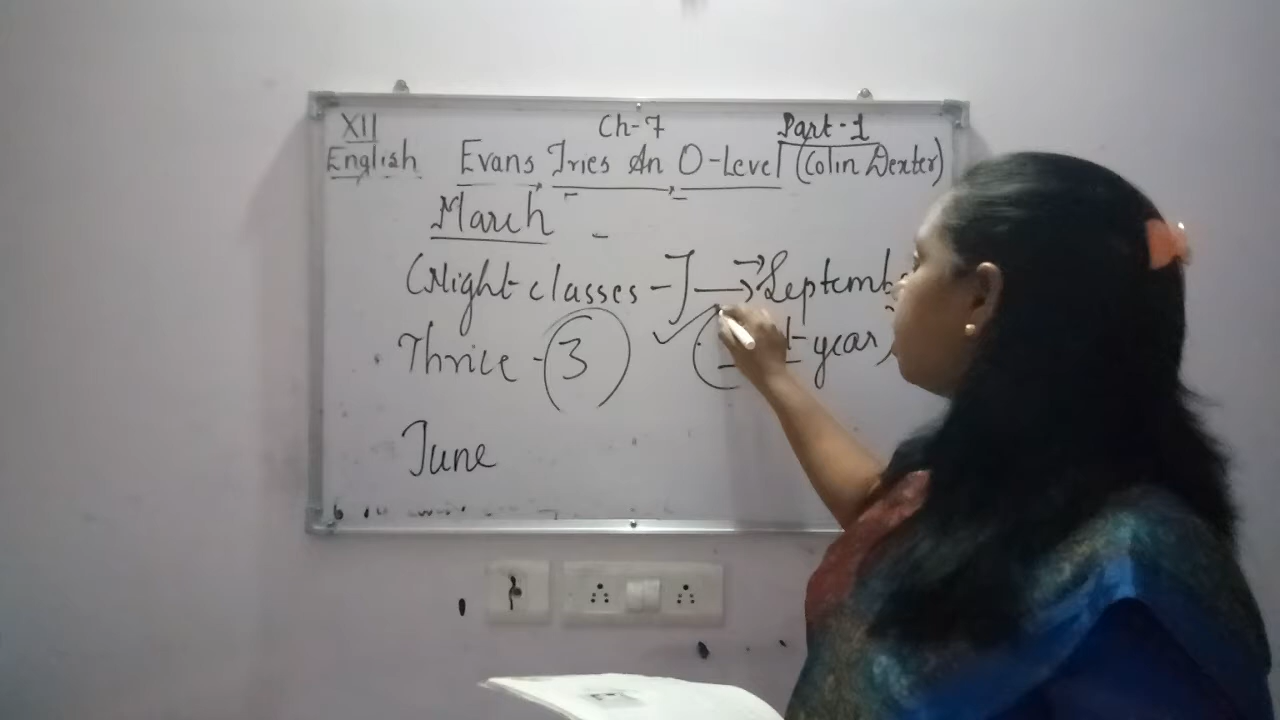 XII Ch-7 Part-1
English Evans Tries An O-Level (Colin Dexter)
March
(Night classes - → September
Thrice - 3 year)
June